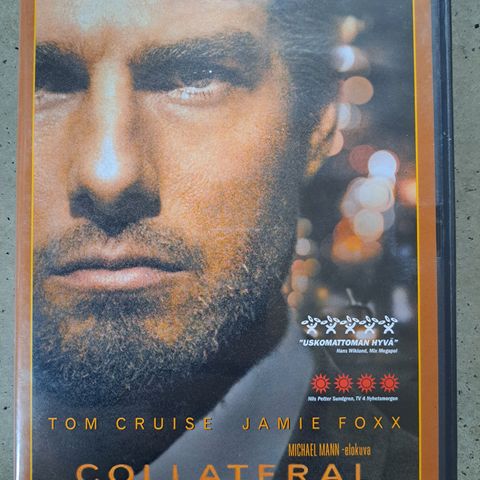 "USKOMATTOMAN HYVÄ"
Hans Wiklund, Mix Megapol
Nils Petter Sundgren, TV 4 Nyhetsmorgon
TOM CRUISE JAMIE FOXX
MICHAEL MANN -elokuva
COLLATERAL